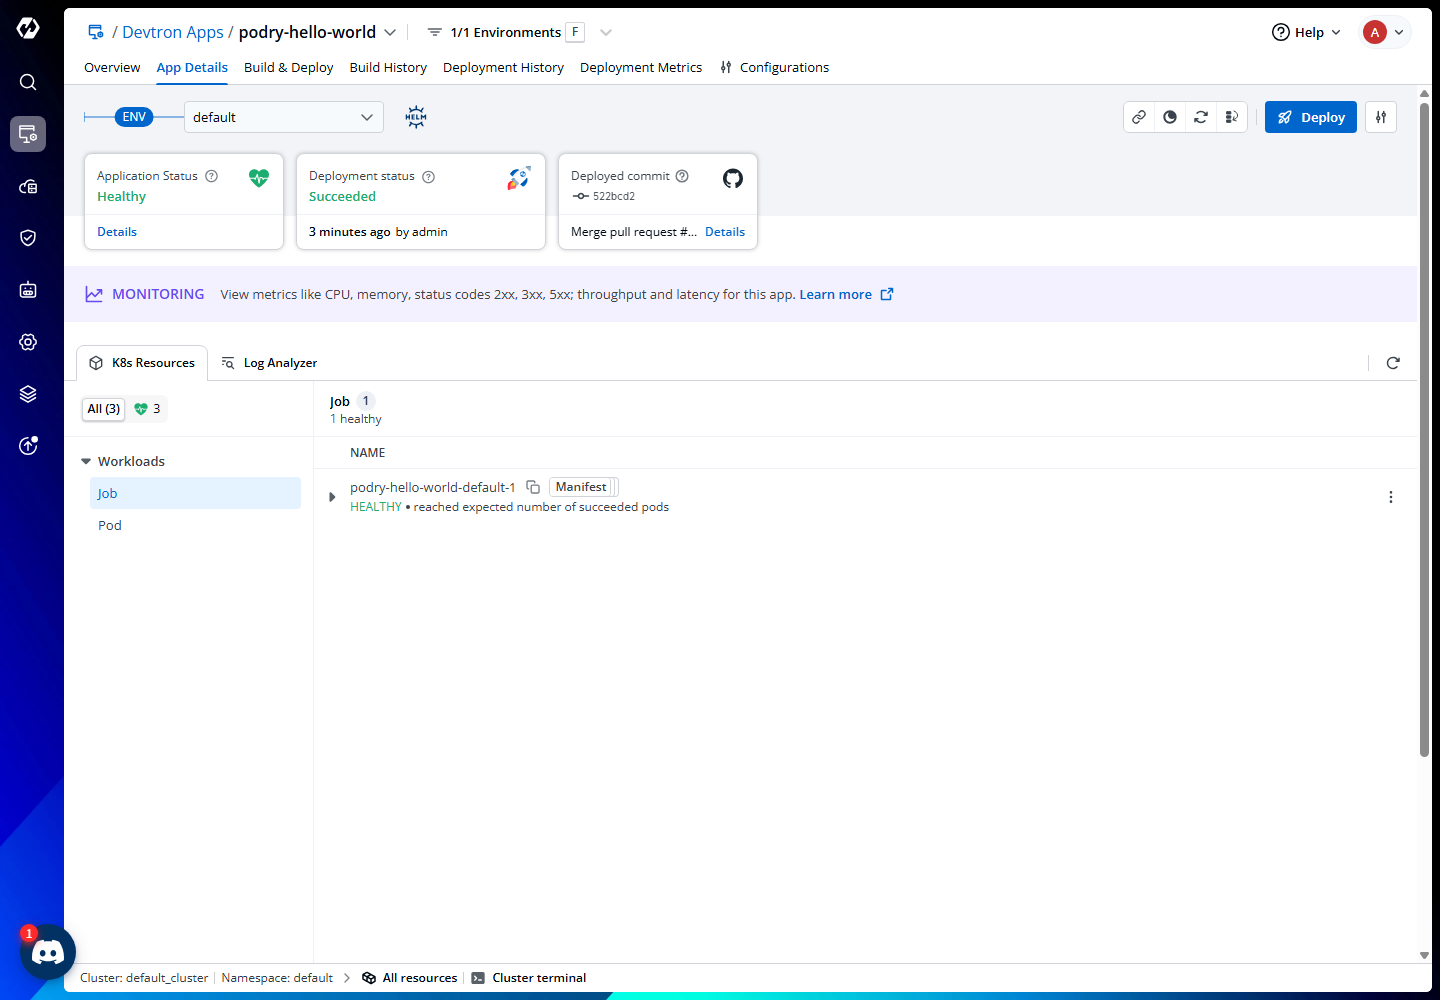 / Devtron Apps / podry-hello-world
1/1 Environments F
Help
A
Overview App Details Build & Deploy Build History Deployment History Deployment Metrics Configurations
ENV default HELM
Deploy
Application Status
Healthy
Details
Deployment status
Succeeded
3 minutes ago by admin
Deployed commit
522bcd2
Merge pull request #... Details
MONITORING View metrics like CPU, memory, status codes 2xx, 3xx, 5xx; throughput and latency for this app. Learn more
K8s Resources Log Analyzer
All (3) 3
Workloads
Job
Pod
Job 1
1 healthy
NAME
podry-hello-world-default-1 Manifest
HEALTHY • reached expected number of succeeded pods
1
Cluster: default_cluster Namespace: default All resources Cluster terminal